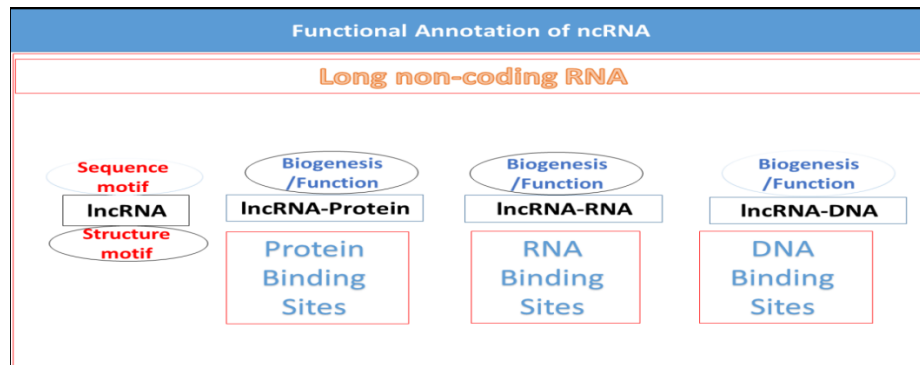 Functional Annotation of ncRNA
Long non-coding RNA
Sequence
motif
lncRNA
Structure
motif
Biogenesis
/Function
lncRNA-Protein
Protein
Binding
Sites
Biogenesis
/Function
lncRNA-RNA
RNA
Binding
Sites
Biogenesis
/Function
lncRNA-DNA
DNA
Binding
Sites